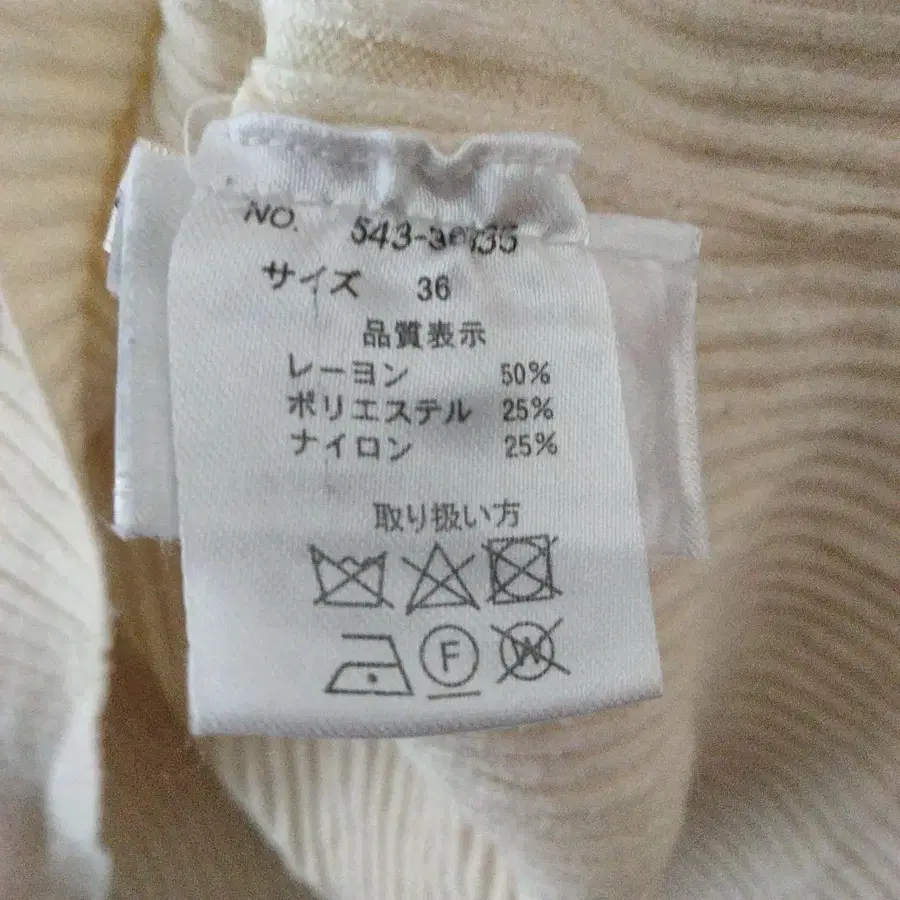 NO.
サイズ 36
品質表示
レーヨン 50%
ポリエステル 25%
ナイロン 25%
取り扱い方
F
W